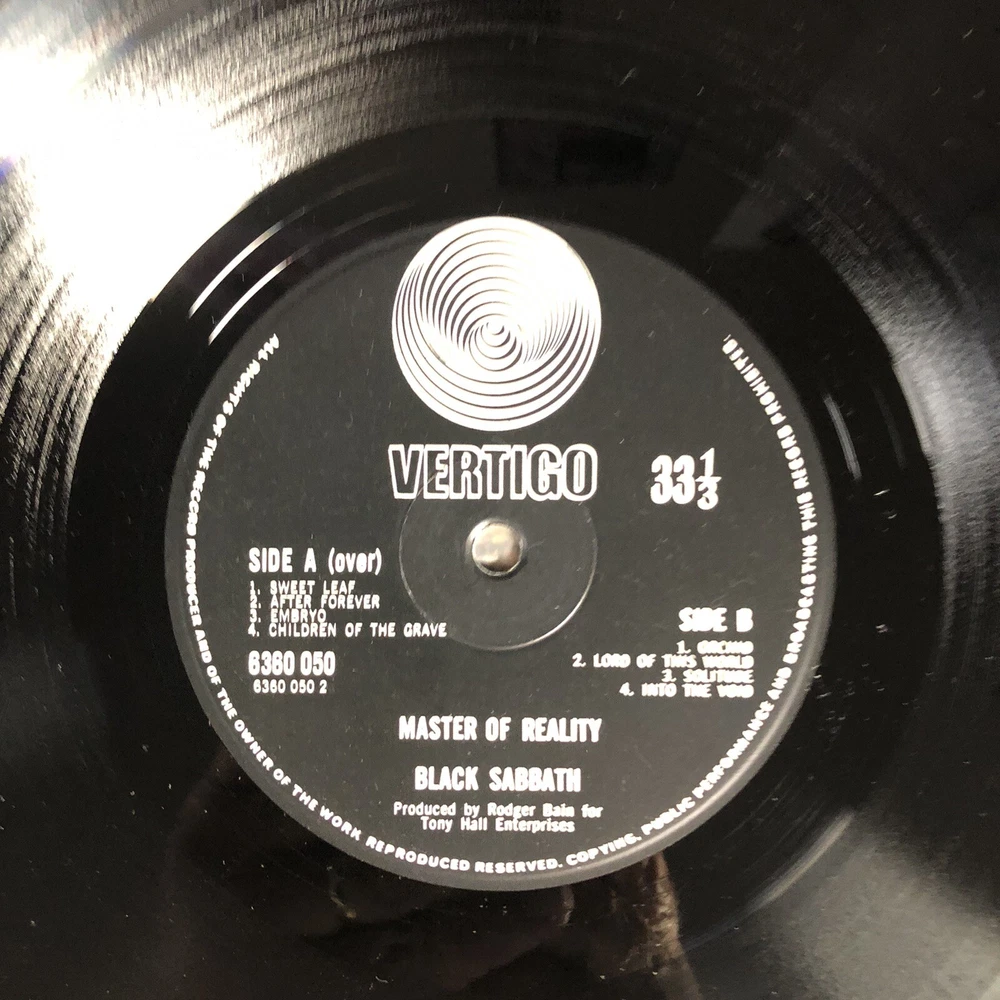 VERTIGO
33 1/3
SIDE A (over)
1. SWEET LEAF
2. AFTER FOREVER
3. EMBRYO
4. CHILDREN OF THE GRAVE
6360 050
6360 050 2
SIDE B
1. ORCHID
2. LORD OF THIS WORLD
3. SOLITUDE
4. INTO THE VOID
MASTER OF REALITY
BLACK SABBATH
Produced by Rodger Bain for
Tony Hall Enterprises
ALL RIGHTS OF THE RECORD PRODUCER AND OF THE OWNER OF THE WORK REPRODUCED RESERVED. COPYING, PUBLIC PERFORMANCE AND BROADCASTING THIS RECORD PROHIBITED